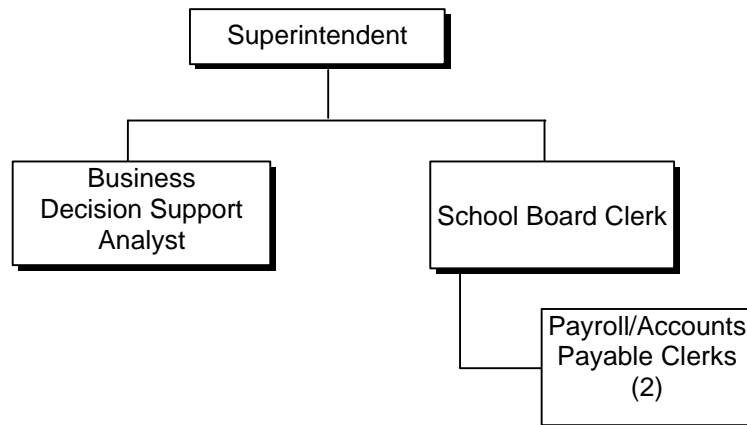 Superintendent
Business
Decision Support
Analyst
School Board Clerk
Payroll/Accounts
Payable Clerks
(2)